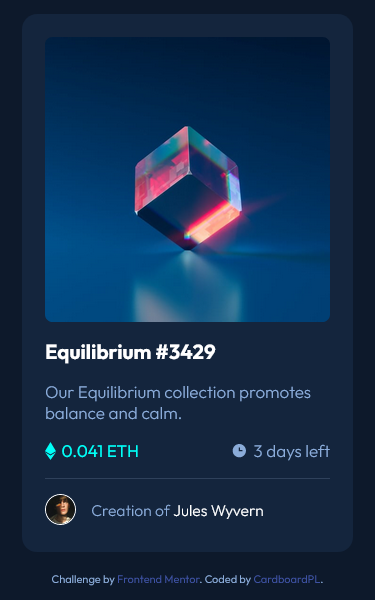 Equilibrium #3429
Our Equilibrium collection promotes
balance and calm.
0.041 ETH 3 days left
Creation of Jules Wyvern
Challenge by Frontend Mentor. Coded by CardboardPL.